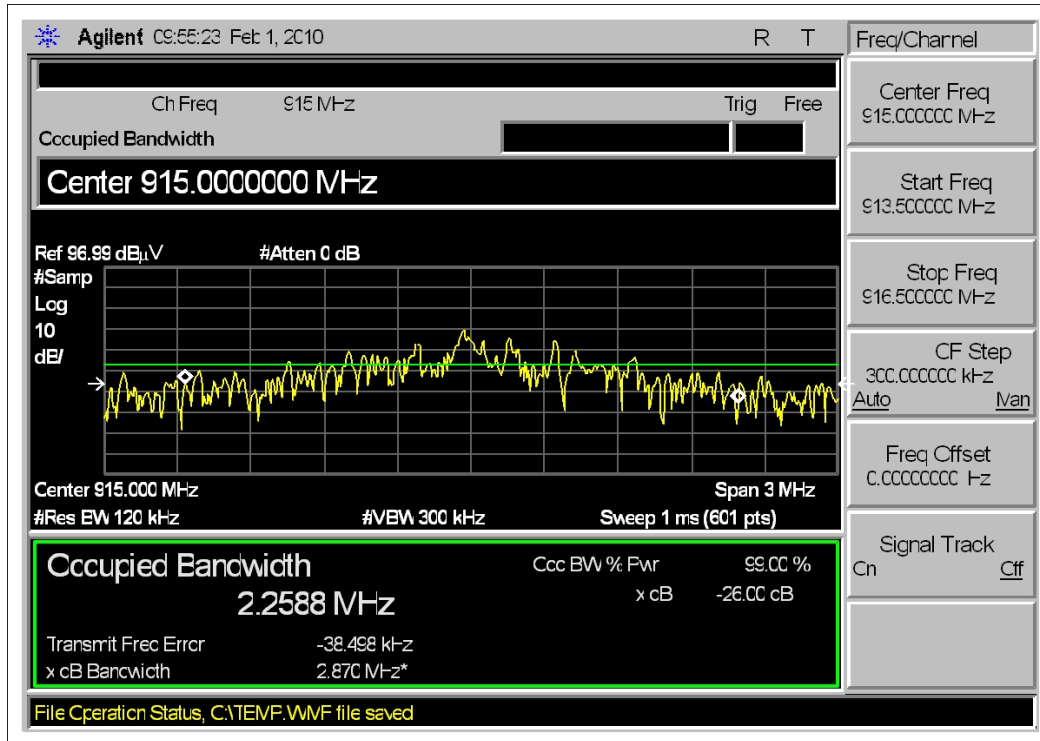 Agilent 09:55:23 Feb 1, 2010 R T
Ch Freq 915 MHz Trig Free
Occupied Bandwidth
Center 915.0000000 MHz
Ref 96.99 dBµV #Atten 0 dB
#Samp
Log
10
dB/
Center 915.000 MHz Span 3 MHz
#Res BW 120 kHz #VBW 300 kHz Sweep 1 ms (601 pts)
Occupied Bandwidth
2.2588 MHz
Occ BW % Pwr 99.00 %
x dB -26.00 dB
Transmit Freq Error -38.498 kHz
x dB Bandwidth 2.870 MHz*
File Operation Status, C:\TEMP.WMF file saved
Freq/Channel
Center Freq
915.000000 MHz
Start Freq
913.500000 MHz
Stop Freq
916.500000 MHz
CF Step
300.000000 kHz
Auto Man
Freq Offset
0.00000000 Hz
Signal Track
On Off